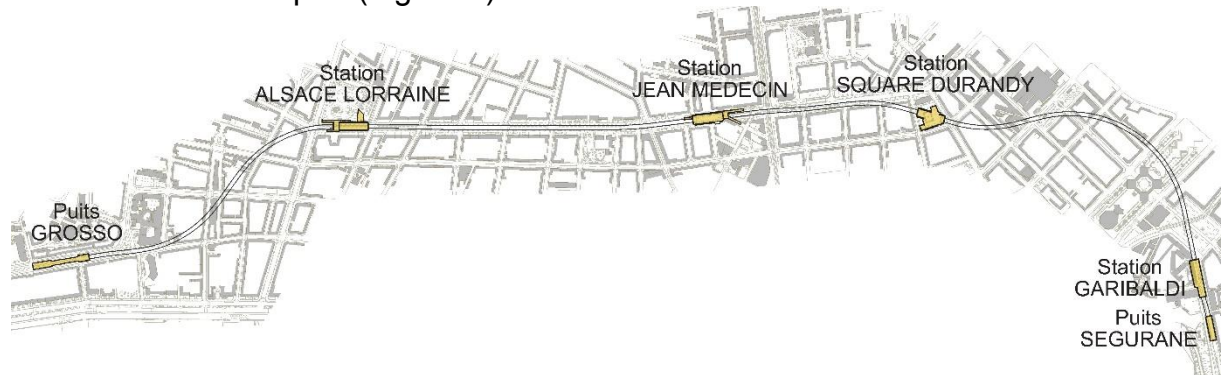 Station
ALSACE LORRAINE
Station
JEAN MEDECIN
Station
SQUARE DURANDY
Puits
GROSSO
Station
GARIBALDI
Puits
SEGURANE